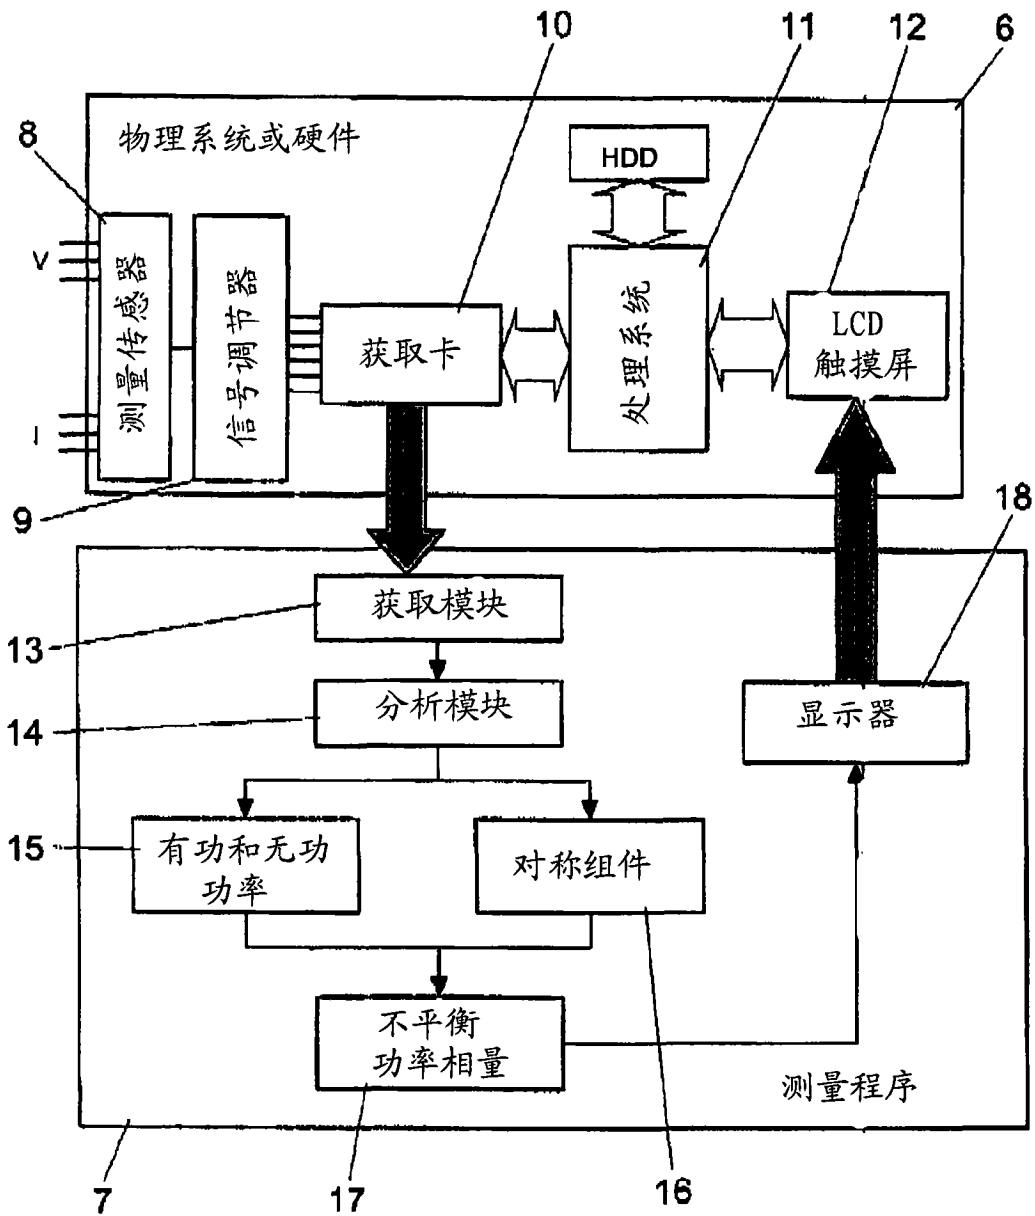 10
11
12
6
物理系统或硬件
8
HDD
V
I
测量传感器
信号调节器
获取卡
处理系统
LCD
触摸屏
9
18
获取模块
13
分析模块
14
显示器
有功和无功
功率
15
对称组件
不平衡
功率相量
测量程序
7
17
16